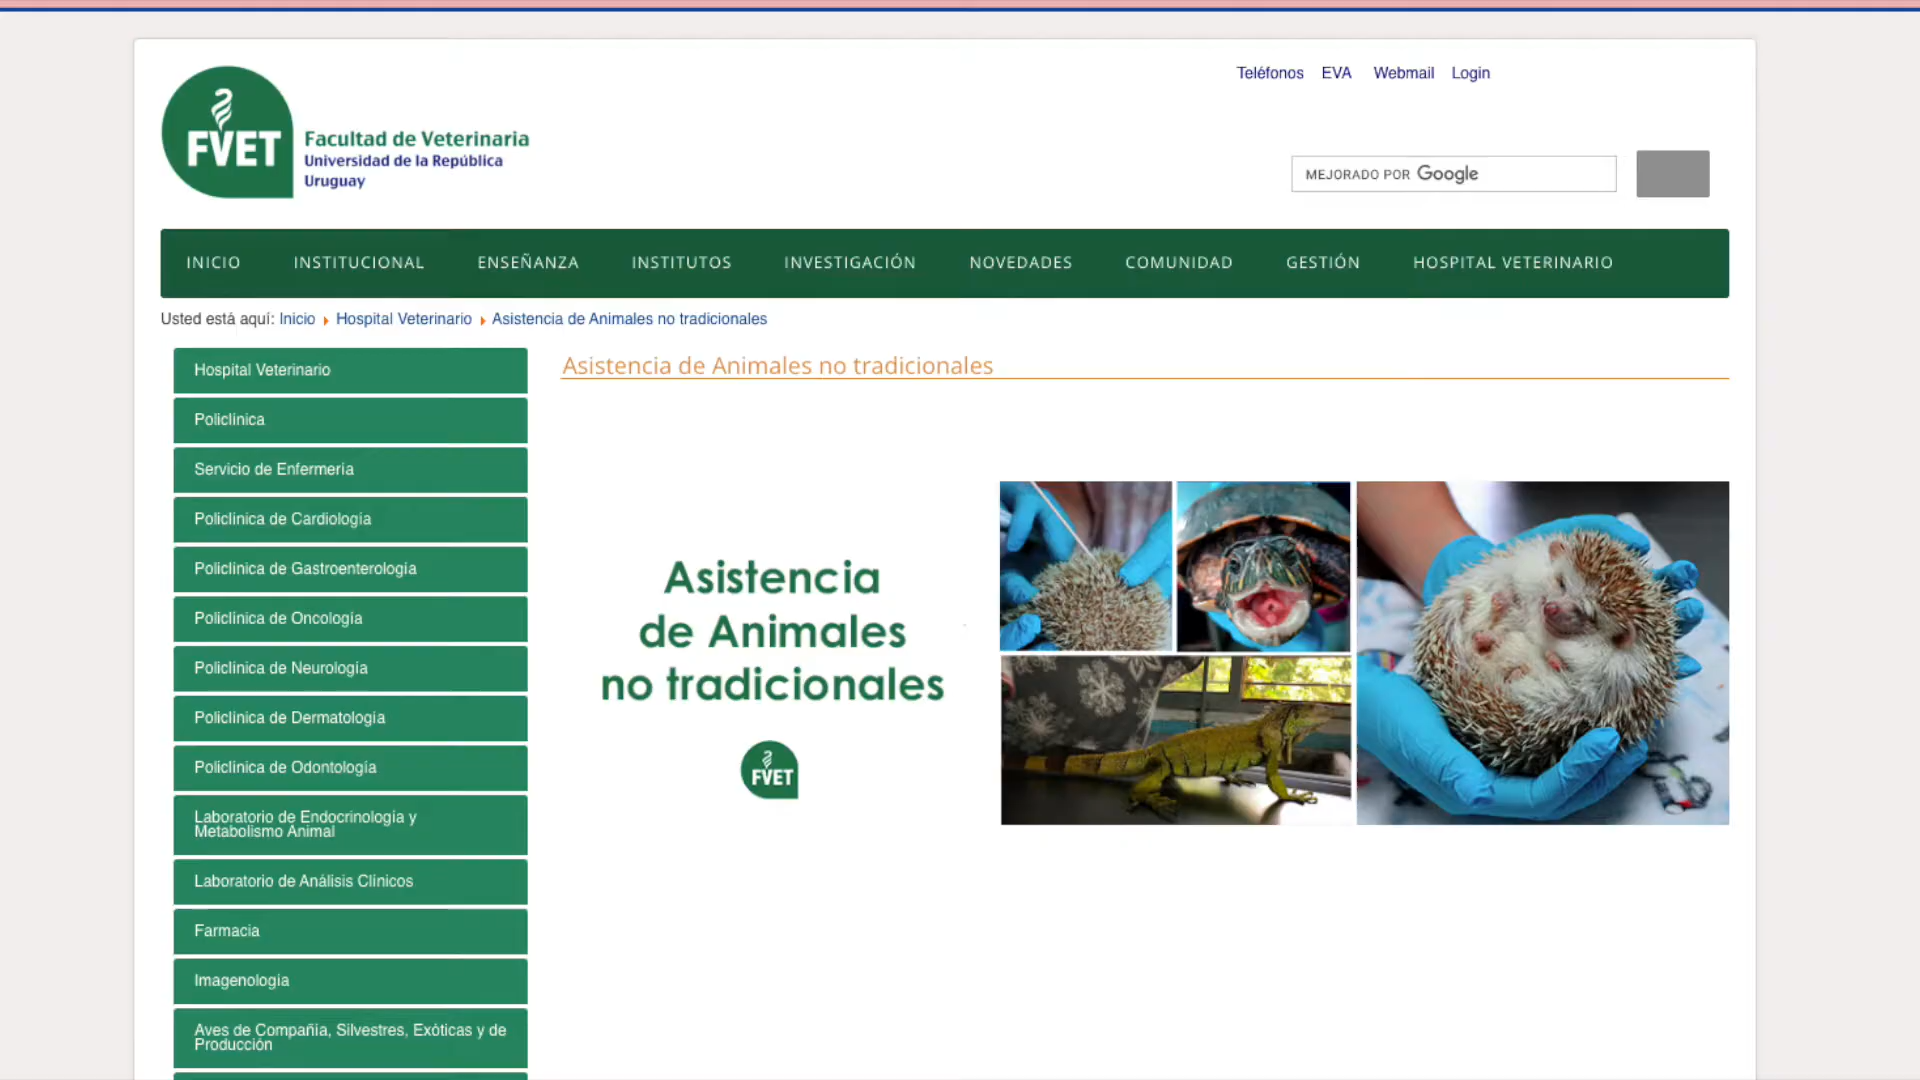 Teléfonos EVA Webmail Login
FVET
Facultad de Veterinaria
Universidad de la República
Uruguay
MEJORADO POR Google
INICIO INSTITUCIONAL ENSEÑANZA INSTITUTOS INVESTIGACIÓN NOVEDADES COMUNIDAD GESTIÓN HOSPITAL VETERINARIO
Usted está aquí: Inicio Hospital Veterinario Asistencia de Animales no tradicionales
Hospital Veterinario
Policlínica
Servicio de Enfermería
Policlínica de Cardiología
Policlínica de Gastroenterología
Policlínica de Oncología
Policlínica de Neurología
Policlínica de Dermatología
Policlínica de Odontología
Laboratorio de Endocrinología y
Metabolismo Animal
Laboratorio de Análisis Clínicos
Farmacia
Imagenología
Aves de Compañía, Silvestres, Exóticas y de
Producción
Asistencia de Animales no tradicionales
Asistencia
de Animales
no tradicionales
FVET